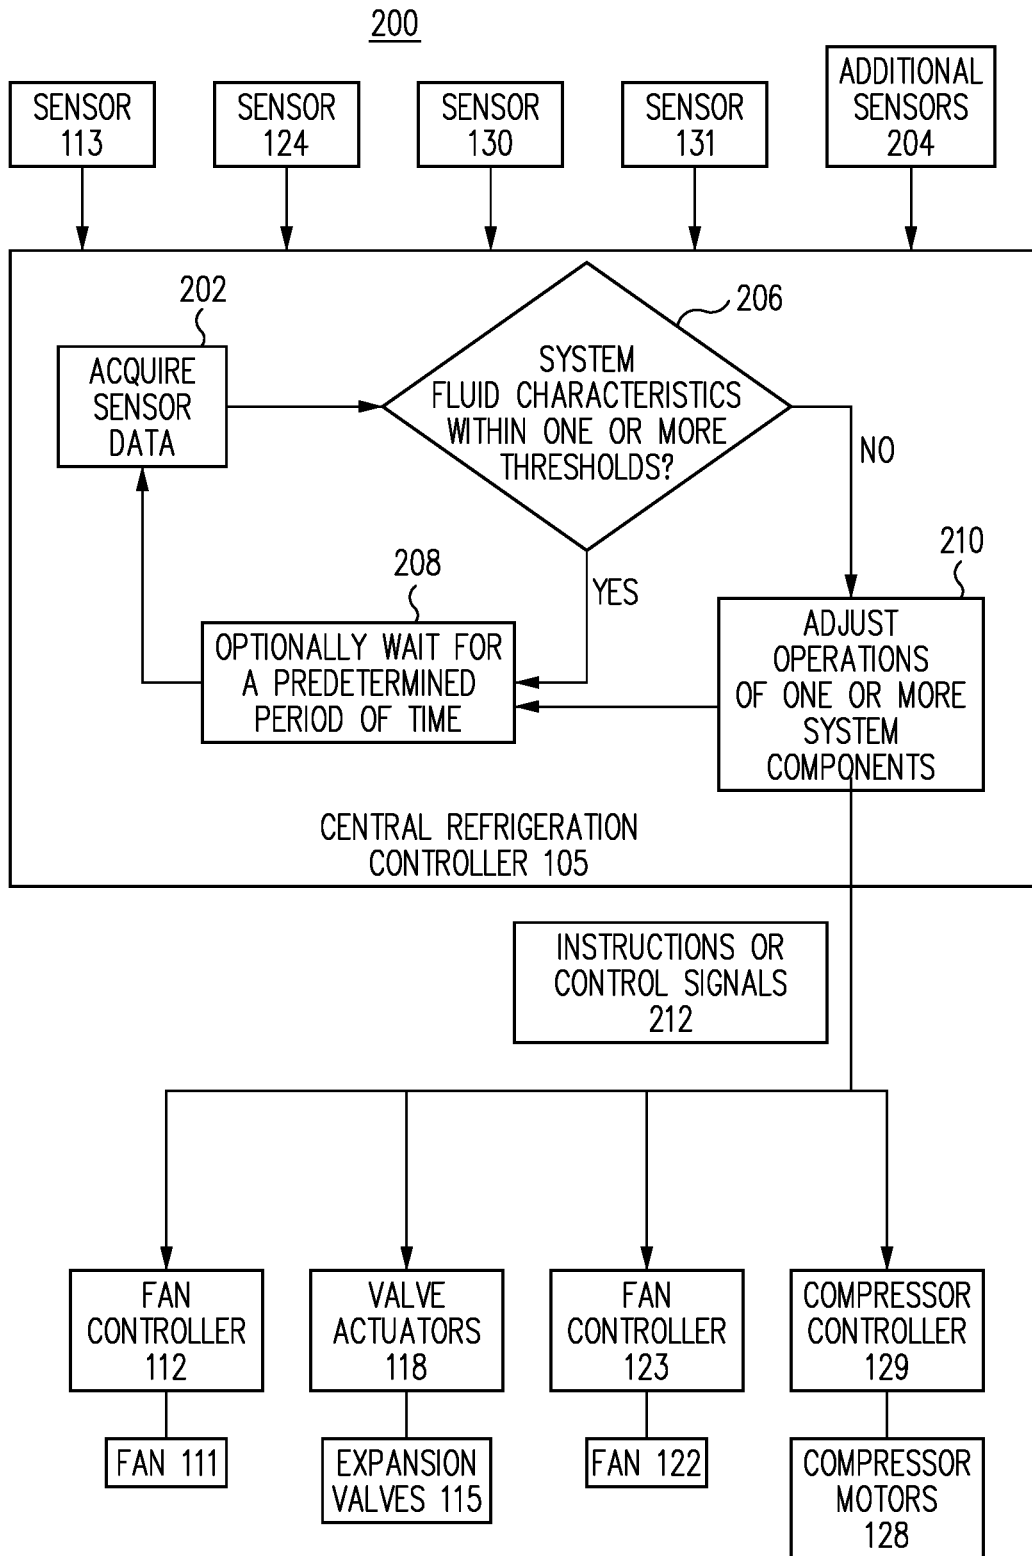 200
SENSOR
113
SENSOR
124
SENSOR
130
SENSOR
131
ADDITIONAL
SENSORS
204
202
ACQUIRE
SENSOR
DATA
206
SYSTEM
FLUID CHARACTERISTICS
WITHIN ONE OR MORE
THRESHOLDS?
NO
YES
208
OPTIONALLY WAIT FOR
A PREDETERMINED
PERIOD OF TIME
210
ADJUST
OPERATIONS
OF ONE OR MORE
SYSTEM
COMPONENTS
CENTRAL REFRIGERATION
CONTROLLER 105
INSTRUCTIONS OR
CONTROL SIGNALS
212
FAN
CONTROLLER
112
VALVE
ACTUATORS
118
FAN
CONTROLLER
123
COMPRESSOR
CONTROLLER
129
FAN 111
EXPANSION
VALVES 115
FAN 122
COMPRESSOR
MOTORS
128